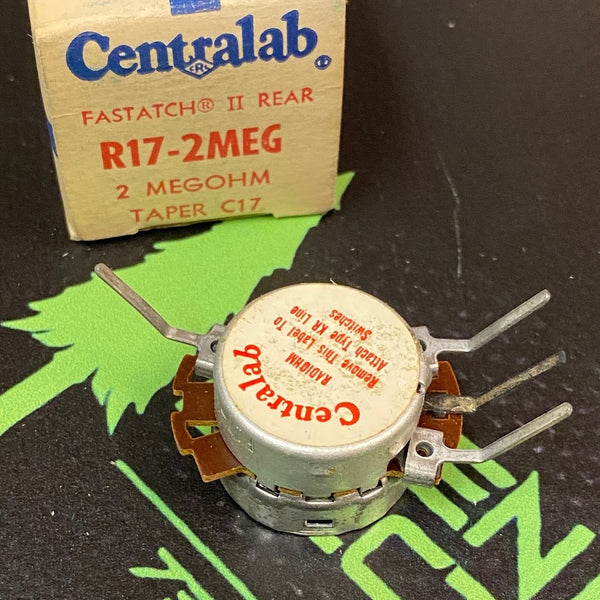 Centralab®
CRL
FASTATCH® II REAR
R17-2MEG
2 MEGOHM
TAPER C17
Centralab
RADIOHM
Remove This Label To
Attach Type KR Line
Switches